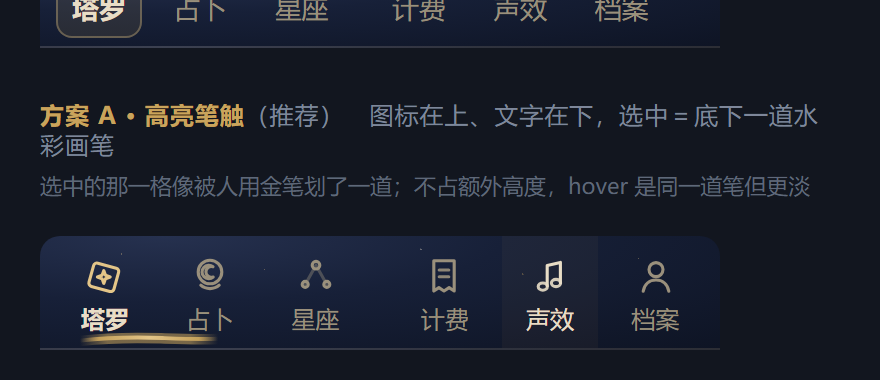 塔罗 占卜 星座 计费 声效 档案
方案 A · 高亮笔触（推荐） 图标在上、文字在下，选中 = 底下一道水
彩画笔
选中的那一格像被人用金笔划了一道；不占额外高度，hover 是同一道笔但更淡
塔罗 占卜 星座 计费 声效 档案